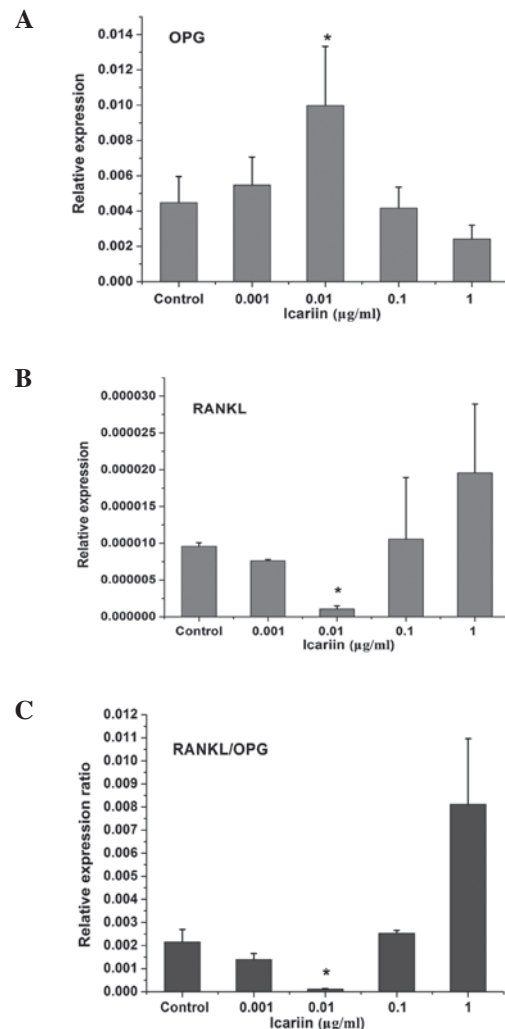 A
OPG
*
Relative expression
0.014
0.012
0.010
0.008
0.006
0.004
0.002
0.000
Control 0.001 0.01 0.1 1
Icariin (µg/ml)
B
RANKL
*
Relative expression
0.000030
0.000025
0.000020
0.000015
0.000010
0.000005
0.000000
Control 0.001 0.01 0.1 1
Icariin (µg/ml)
C
RANKL/OPG
*
Relative expression ratio
0.012
0.011
0.010
0.009
0.008
0.007
0.006
0.005
0.004
0.003
0.002
0.001
0.000
Control 0.001 0.01 0.1 1
Icariin (µg/ml)